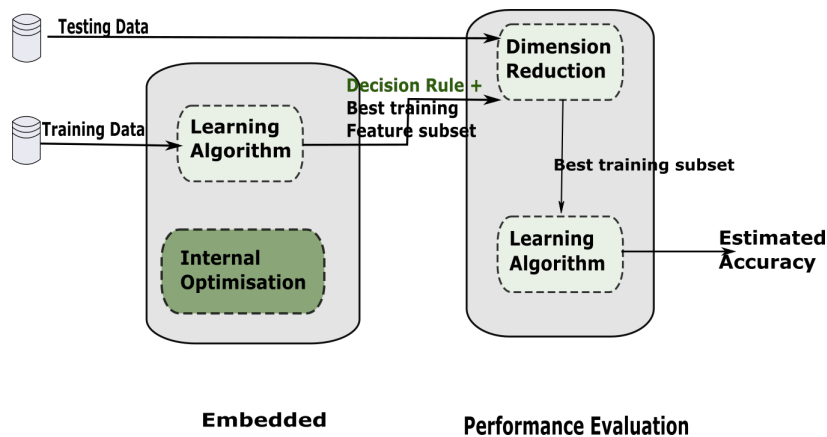 Testing Data
Dimension
Reduction
Decision Rule +
Best training
Feature subset
Training Data
Learning
Algorithm
Best training subset
Internal
Optimisation
Learning
Algorithm
Estimated
Accuracy
Embedded
Performance Evaluation